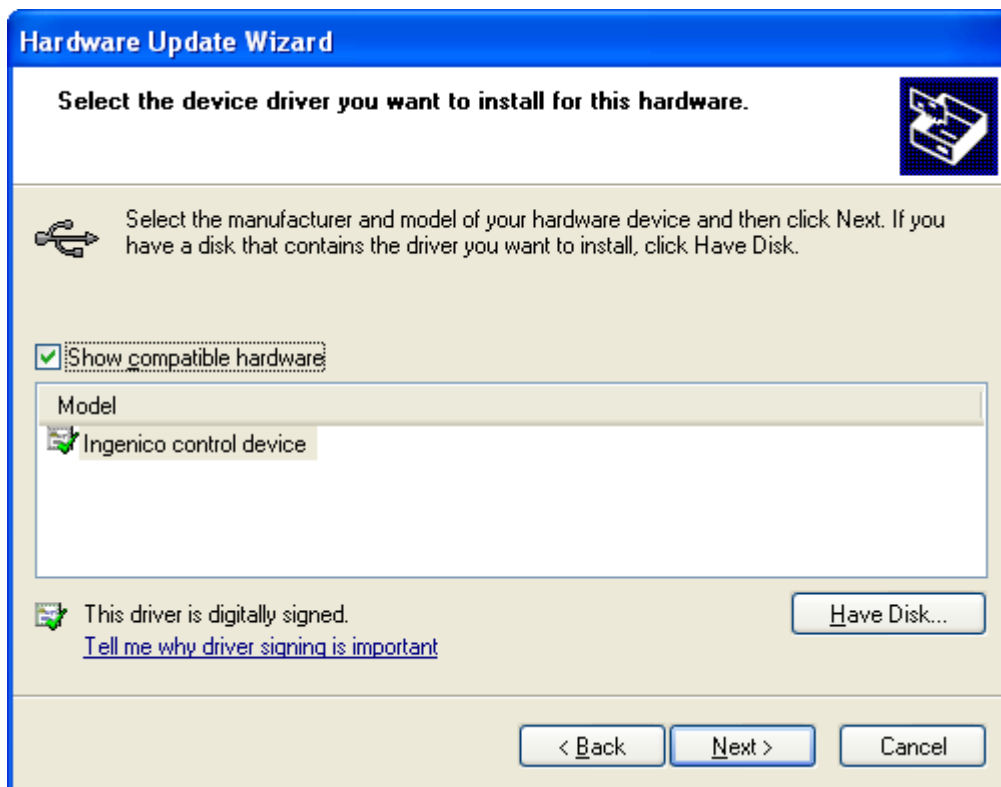 Hardware Update Wizard
Select the device driver you want to install for this hardware.
Select the manufacturer and model of your hardware device and then click Next. If you
have a disk that contains the driver you want to install, click Have Disk.
Show compatible hardware
Model
Ingenico control device
This driver is digitally signed.
Have Disk...
Tell me why driver signing is important
< Back
Next >
Cancel